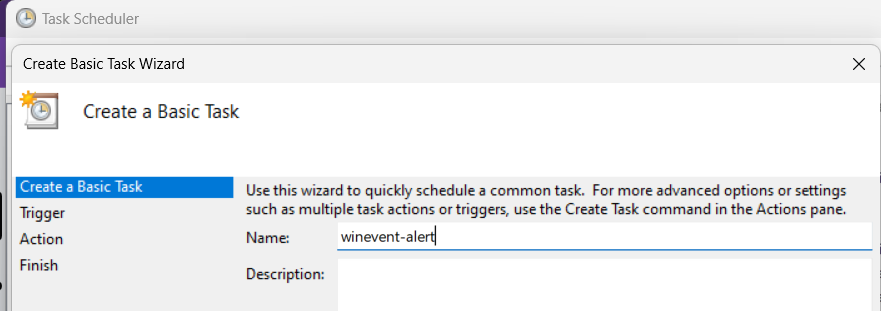 Task Scheduler
Create Basic Task Wizard
Create a Basic Task
Create a Basic Task
Trigger
Action
Finish
Use this wizard to quickly schedule a common task.  For more advanced options or settings
such as multiple task actions or triggers, use the Create Task command in the Actions pane.
Name:
winevent-alert
Description: